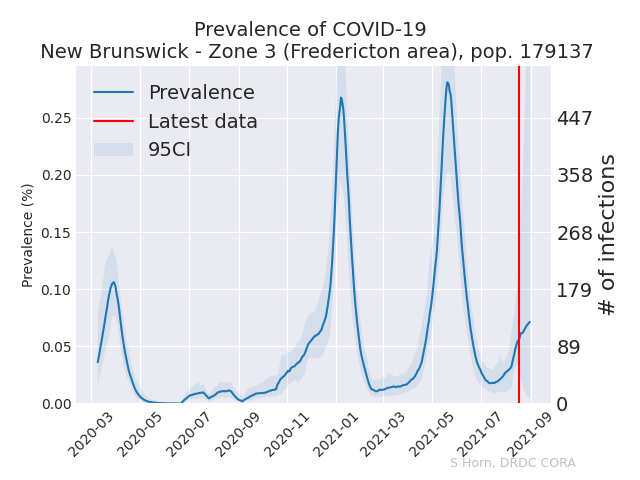 Prevalence of COVID-19
New Brunswick - Zone 3 (Fredericton area), pop. 179137
Prevalence
Latest data
95CI
Prevalence (%)
0.25
0.20
0.15
0.10
0.05
0.00
447
358
268
179
89
0
# of infections
2020-03
2020-05
2020-07
2020-09
2020-11
2021-01
2021-03
2021-05
2021-07
2021-09
S Horn, DRDC CORA